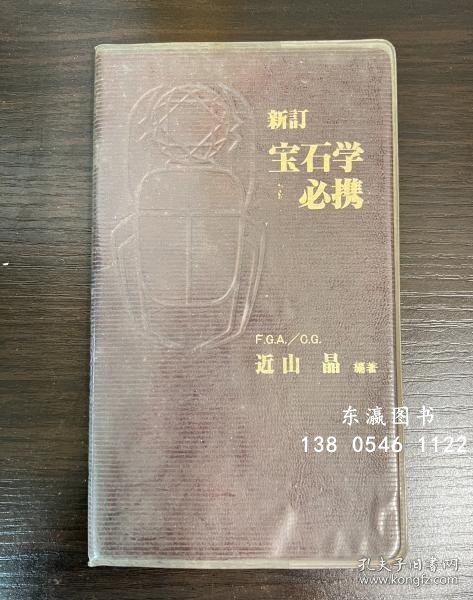 新訂
宝石学
必携
F.G.A.／G.G.
近山 晶 編著
东瀛图书
138 0546 1122
孔夫子旧书网
www.kongfz.com